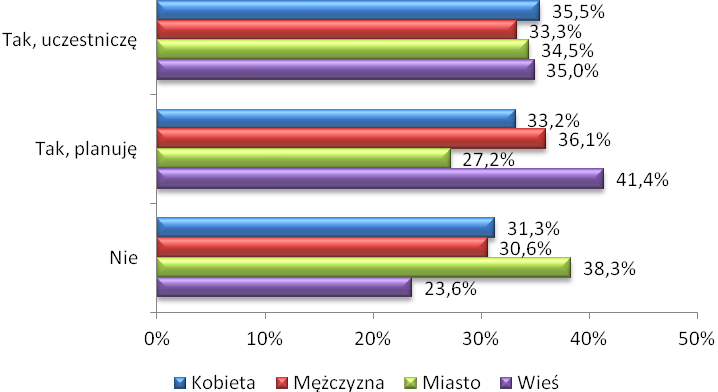 Tak, uczestniczę
35,5%
33,3%
34,5%
35,0%
Tak, planuję
33,2%
36,1%
27,2%
41,4%
Nie
31,3%
30,6%
38,3%
23,6%
0% 10% 20% 30% 40% 50%
Kobieta Mężczyzna Miasto Wieś